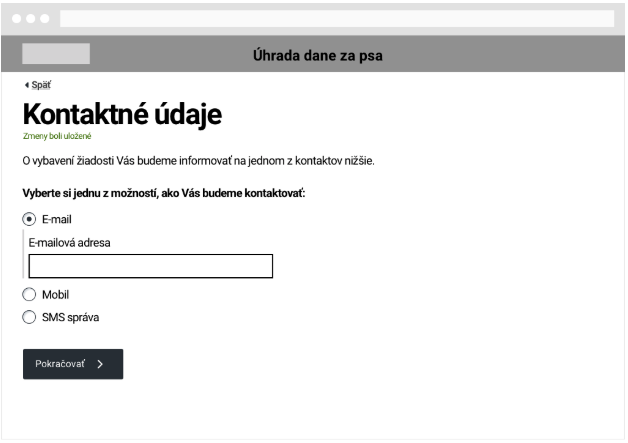 Úhrada dane za psa
Späť
Kontaktné údaje
Zmeny boli uložené
O vybavení žiadosti Vás budeme informovať na jednom z kontaktov nižšie.
Vyberte si jednu z možností, ako Vás budeme kontaktovať:
E-mail
E-mailová adresa
Mobil
SMS správa
Pokračovať